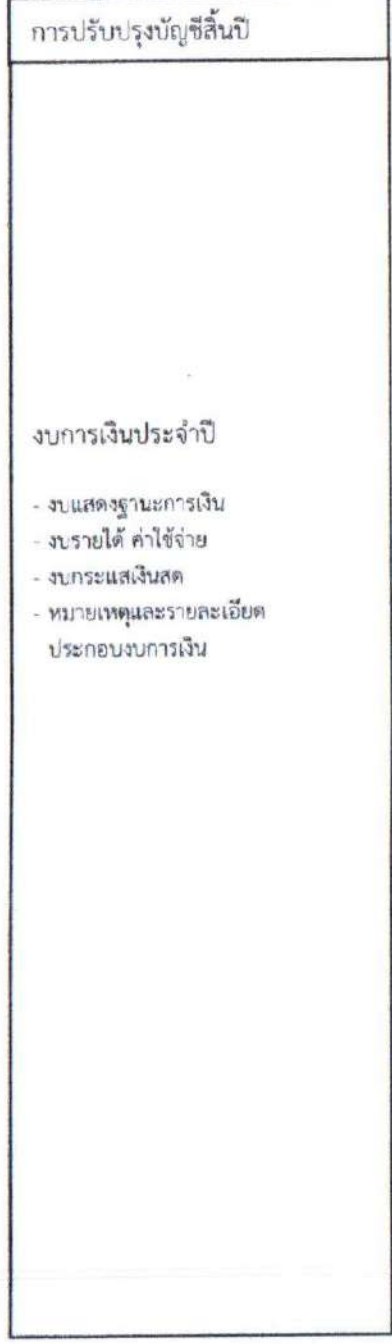 การปรับปรุงบัญชีสิ้นปี
งบการเงินประจำปี
- งบแสดงฐานะการเงิน
- งบรายได้ ค่าใช้จ่าย
- งบกระแสเงินสด
- หมายเหตุและรายละเอียด
ประกอบงบการเงิน